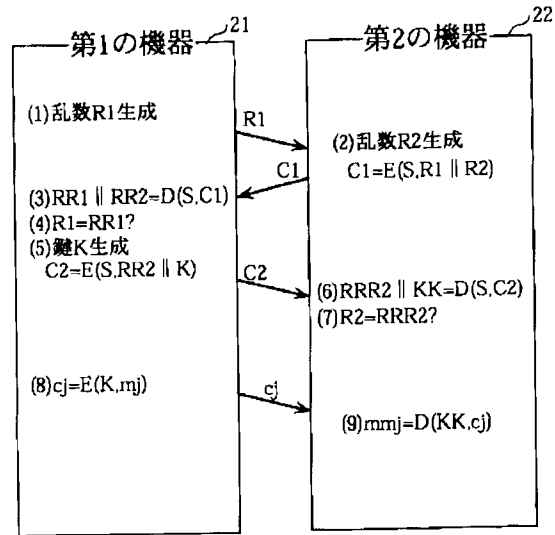 第1の機器
21
第2の機器
22
(1)乱数R1生成
R1
(2)乱数R2生成
C1=E(S,R1 || R2)
C1
(3)RR1 || RR2=D(S,C1)
(4)R1=RR1?
(5)鍵K生成
C2=E(S,RR2 || K)
C2
(6)RRR2 || KK=D(S,C2)
(7)R2=RRR2?
(8)cj=E(K,mj)
cj
(9)mmj=D(KK,cj)